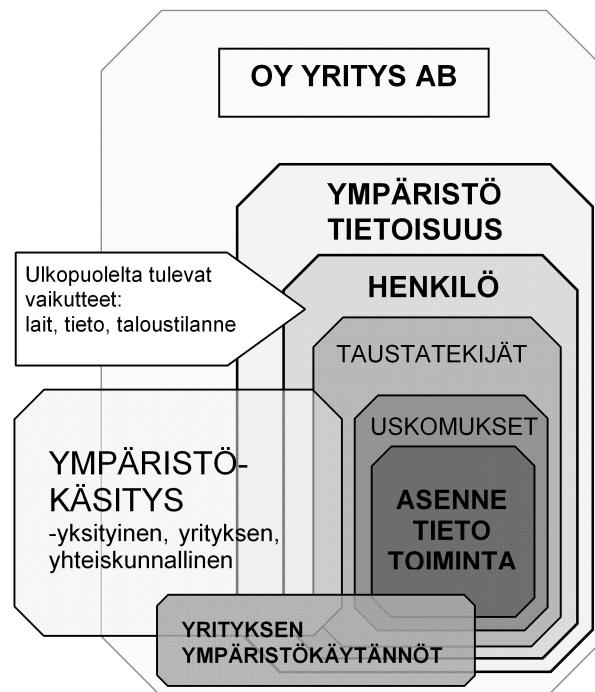 OY YRITYS AB
YMPÄRISTÖ
TIETOISUUS
Ulkopuolelta tulevat
vaikutteet:
lait, tieto, taloustilanne
HENKILÖ
TAUSTATEKIJÄT
USKOMUKSET
YMPÄRISTÖ-
KÄSITYS
-yksityinen, yrityksen,
yhteiskunnallinen
ASENNE
TIETO
TOIMINTA
YRITYKSEN
YMPÄRISTÖKÄYTÄNNÖT